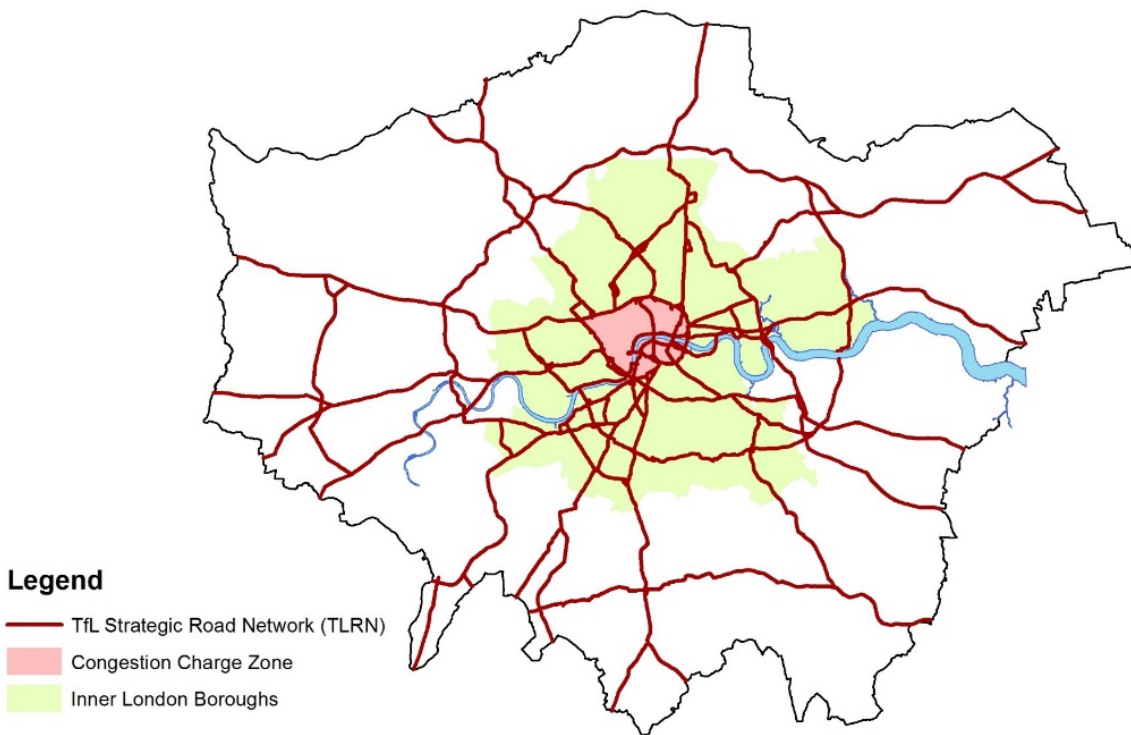 Legend
TfL Strategic Road Network (TLRN)
Congestion Charge Zone
Inner London Boroughs